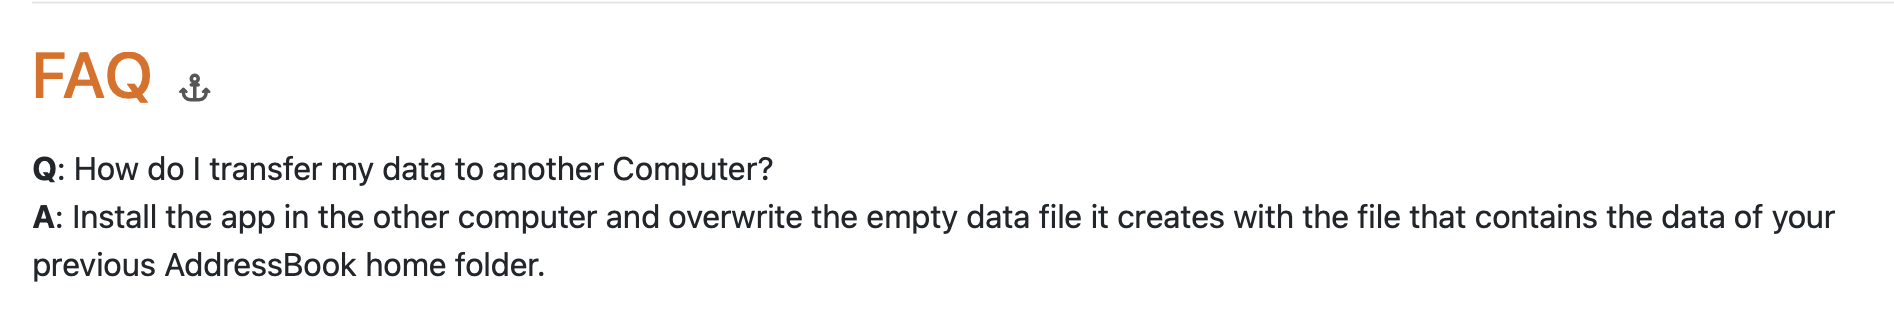 FAQ
Q: How do I transfer my data to another Computer?
A: Install the app in the other computer and overwrite the empty data file it creates with the file that contains the data of your
previous AddressBook home folder.